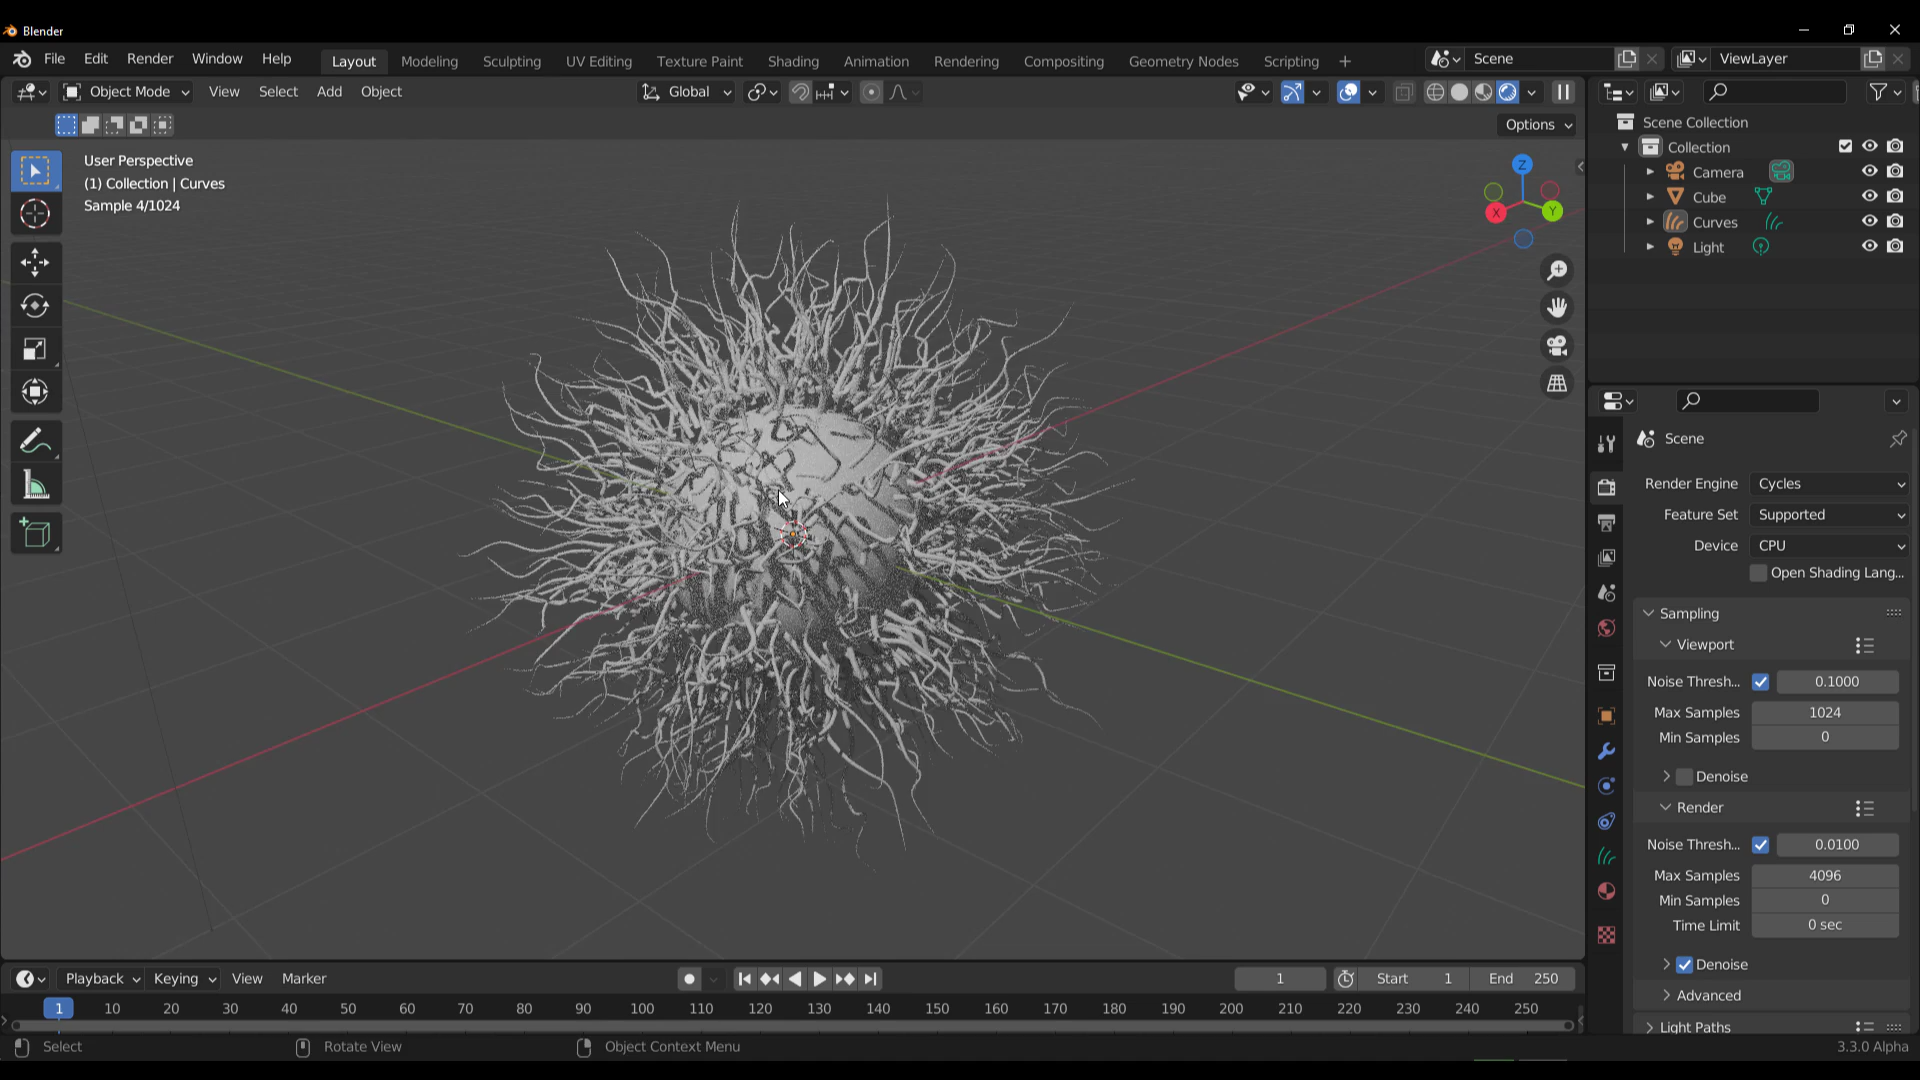 Blender
File Edit Render Window Help Layout Modeling Sculpting UV Editing Texture Paint Shading Animation Rendering Compositing Geometry Nodes Scripting + Scene ViewLayer
Object Mode View Select Add Object Global
Options
User Perspective
(1) Collection | Curves
Sample 4/1024
Z
X
Y
Scene Collection
Collection
Camera
Cube
Curves
Light
Scene
Render Engine Cycles
Feature Set Supported
Device CPU
Open Shading Lang...
Sampling
Viewport
Noise Thresh... 0.1000
Max Samples 1024
Min Samples 0
Denoise
Render
Noise Thresh... 0.0100
Max Samples 4096
Min Samples 0
Time Limit 0 sec
Denoise
Advanced
Light Paths
Playback Keying View Marker 1 Start 1 End 250
1 10 20 30 40 50 60 70 80 90 100 110 120 130 140 150 160 170 180 190 200 210 220 230 240 250
Select Rotate View Object Context Menu 3.3.0 Alpha